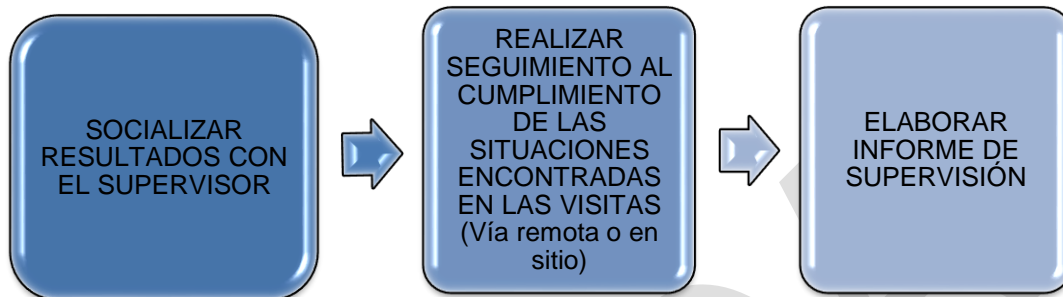 SOCIALIZAR
RESULTADOS CON
EL SUPERVISOR
REALIZAR
SEGUIMIENTO AL
CUMPLIMIENTO
DE LAS
SITUACIONES
ENCONTRADAS
EN LAS VISITAS
(Vía remota o en
sitio)
ELABORAR
INFORME DE
SUPERVISIÓN